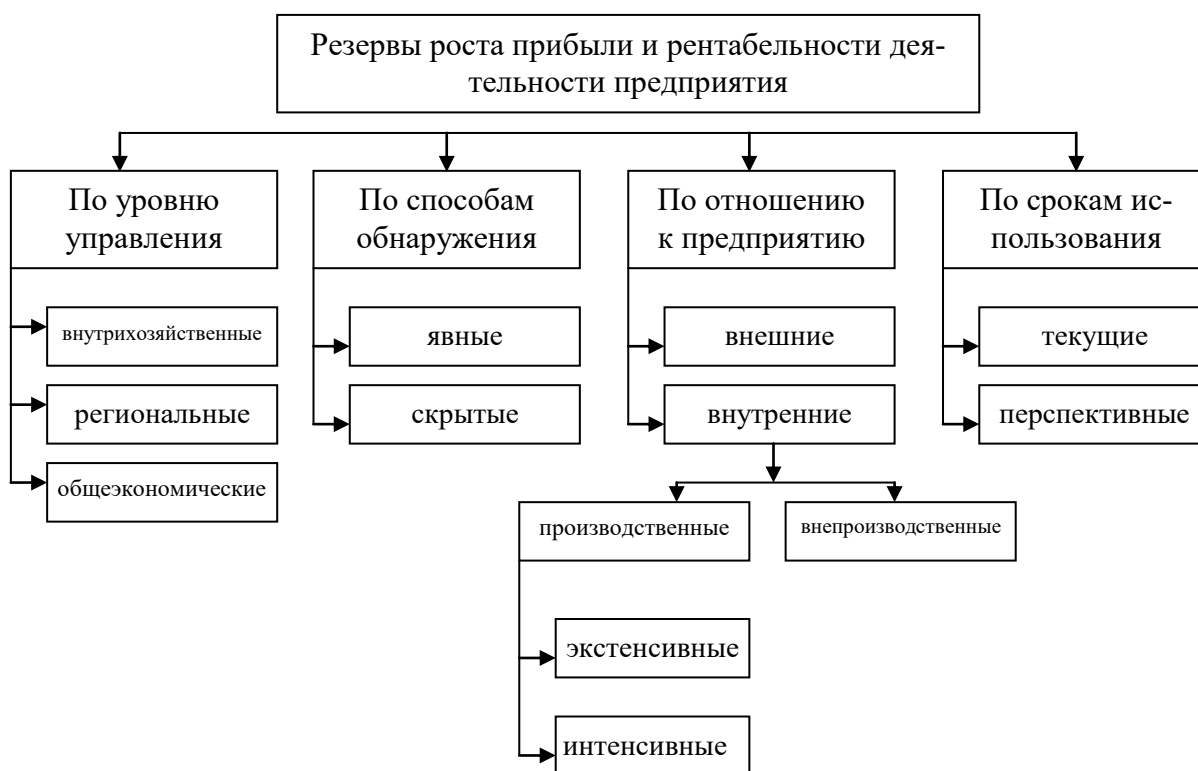 Резервы роста прибыли и рентабельности дея-
тельности предприятия
По уровню
управления
По способам
обнаружения
По отношению
к предприятию
По срокам ис-
пользования
внутрихозяйственные
явные
внешние
текущие
региональные
скрытые
внутренние
перспективные
общеэкономические
производственные
внепроизводственные
экстенсивные
интенсивные